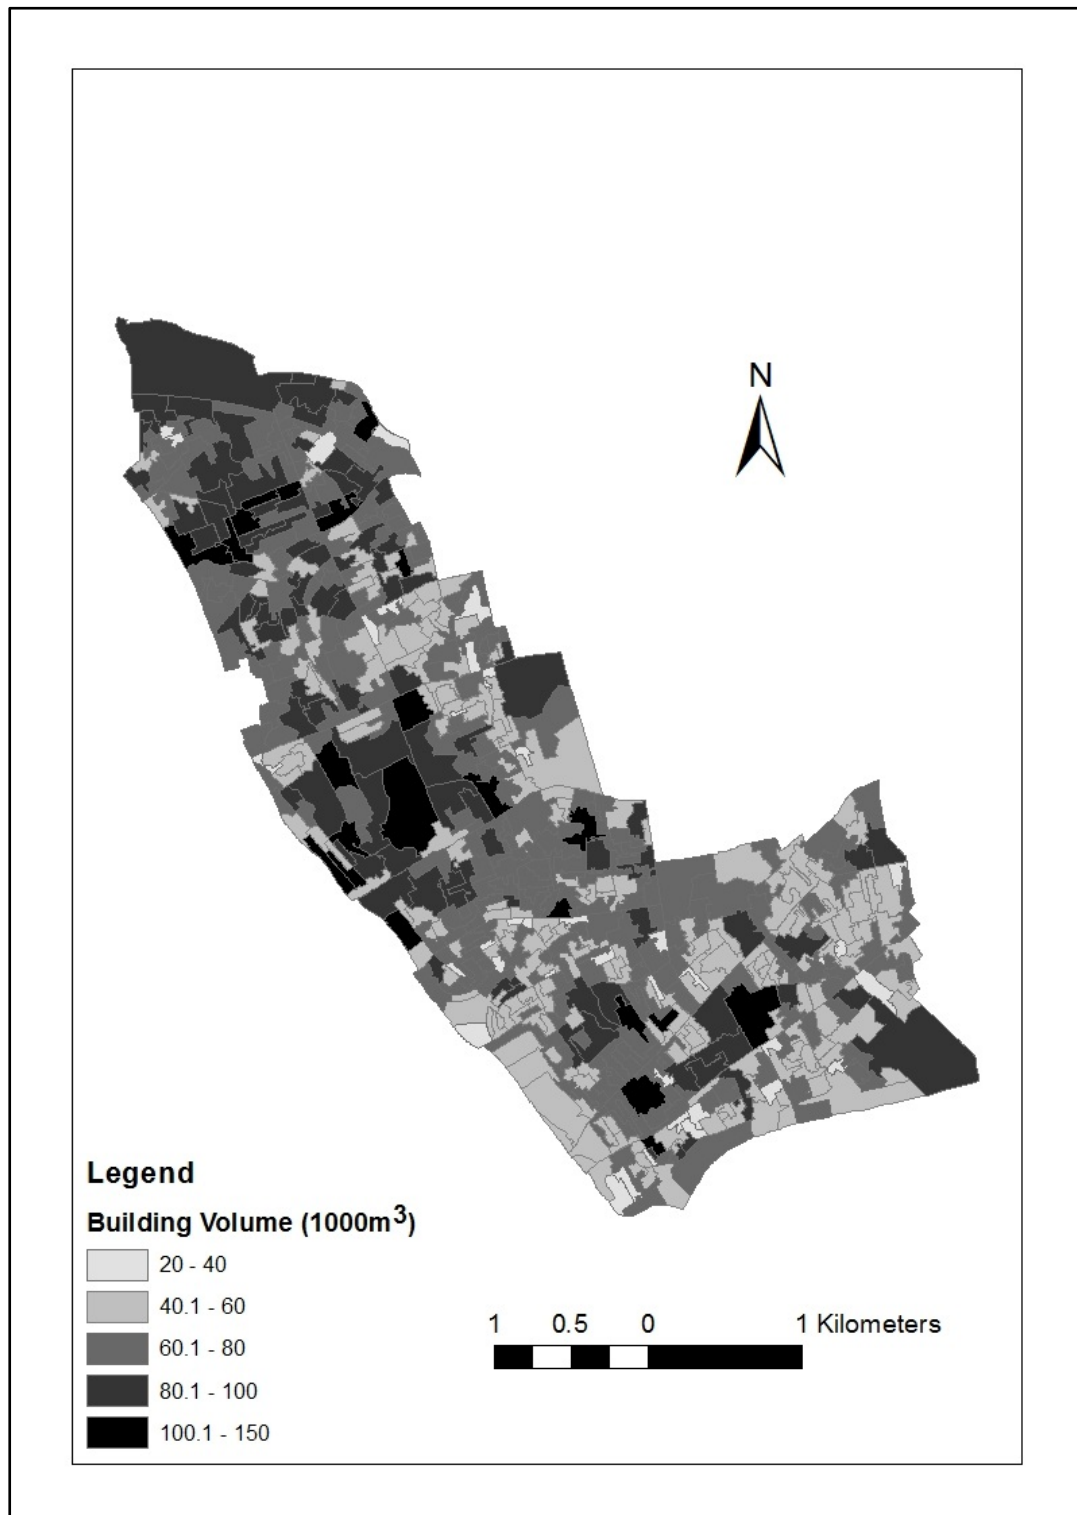 N
Legend
Building Volume (1000m³)
20 - 40
40.1 - 60
60.1 - 80
80.1 - 100
100.1 - 150
1 0.5 0 1 Kilometers